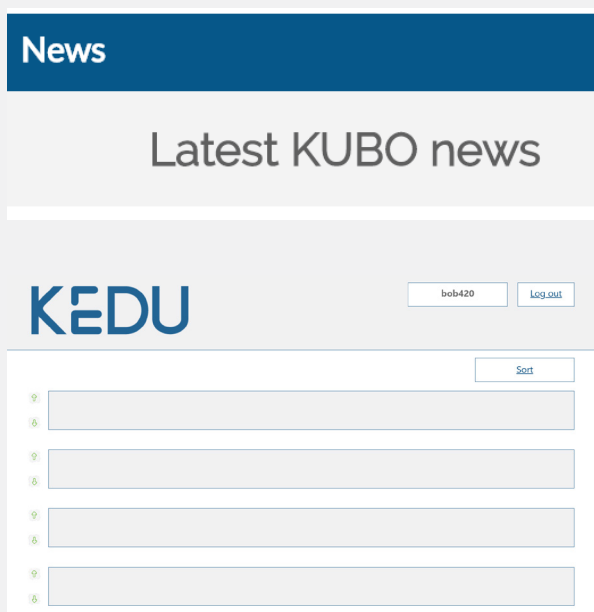 News
Latest KUBO news
KEDU
bob420
Log out
Sort